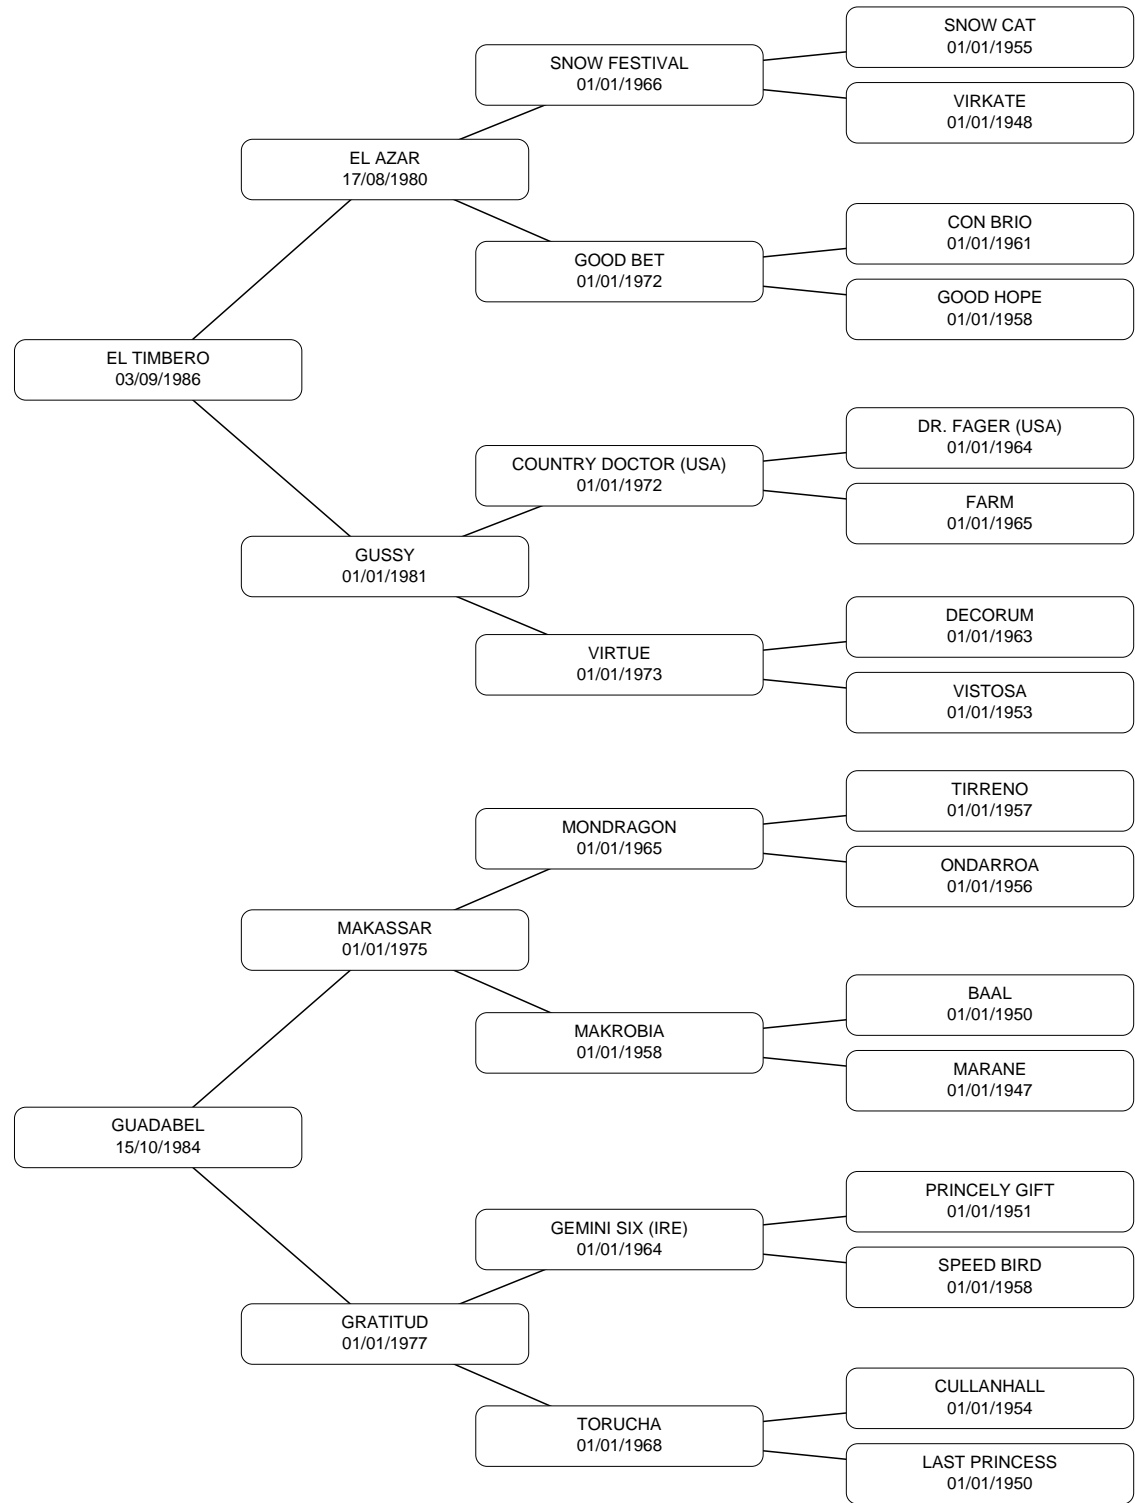 SNOW CAT
01/01/1955
SNOW FESTIVAL
01/01/1966
VIRKATE
01/01/1948
EL AZAR
17/08/1980
CON BRIO
01/01/1961
GOOD BET
01/01/1972
GOOD HOPE
01/01/1958
EL TIMBERO
03/09/1986
DR. FAGER (USA)
01/01/1964
COUNTRY DOCTOR (USA)
01/01/1972
FARM
01/01/1965
GUSSY
01/01/1981
DECORUM
01/01/1963
VIRTUE
01/01/1973
VISTOSA
01/01/1953
TIRRENO
01/01/1957
MONDRAGON
01/01/1965
ONDARROA
01/01/1956
MAKASSAR
01/01/1975
BAAL
01/01/1950
MAKROBIA
01/01/1958
MARANE
01/01/1947
GUADABEL
15/10/1984
PRINCELY GIFT
01/01/1951
GEMINI SIX (IRE)
01/01/1964
SPEED BIRD
01/01/1958
GRATITUD
01/01/1977
CULLANHALL
01/01/1954
TORUCHA
01/01/1968
LAST PRINCESS
01/01/1950